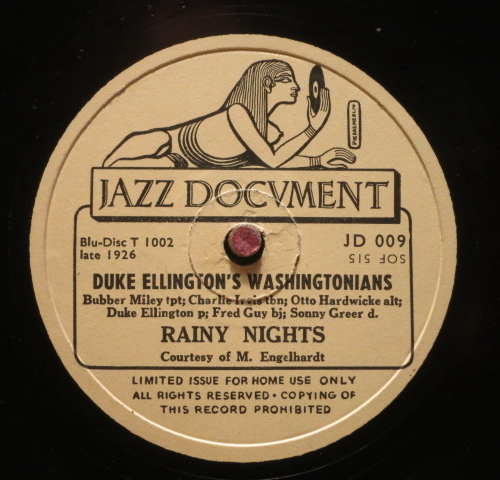 PEARL MERLIN
JAZZ DOCVMENT
Blu-Disc T 1002
late 1926
JD 009
SOF 515
DUKE ELLINGTON'S WASHINGTONIANS
Bubber Miley tpt; Charlie Irvis tbn; Otto Hardwicke alt;
Duke Ellington p; Fred Guy bj; Sonny Greer d.
RAINY NIGHTS
Courtesy of M. Engelhardt
LIMITED ISSUE FOR HOME USE ONLY
ALL RIGHTS RESERVED • COPYING OF
THIS RECORD PROHIBITED